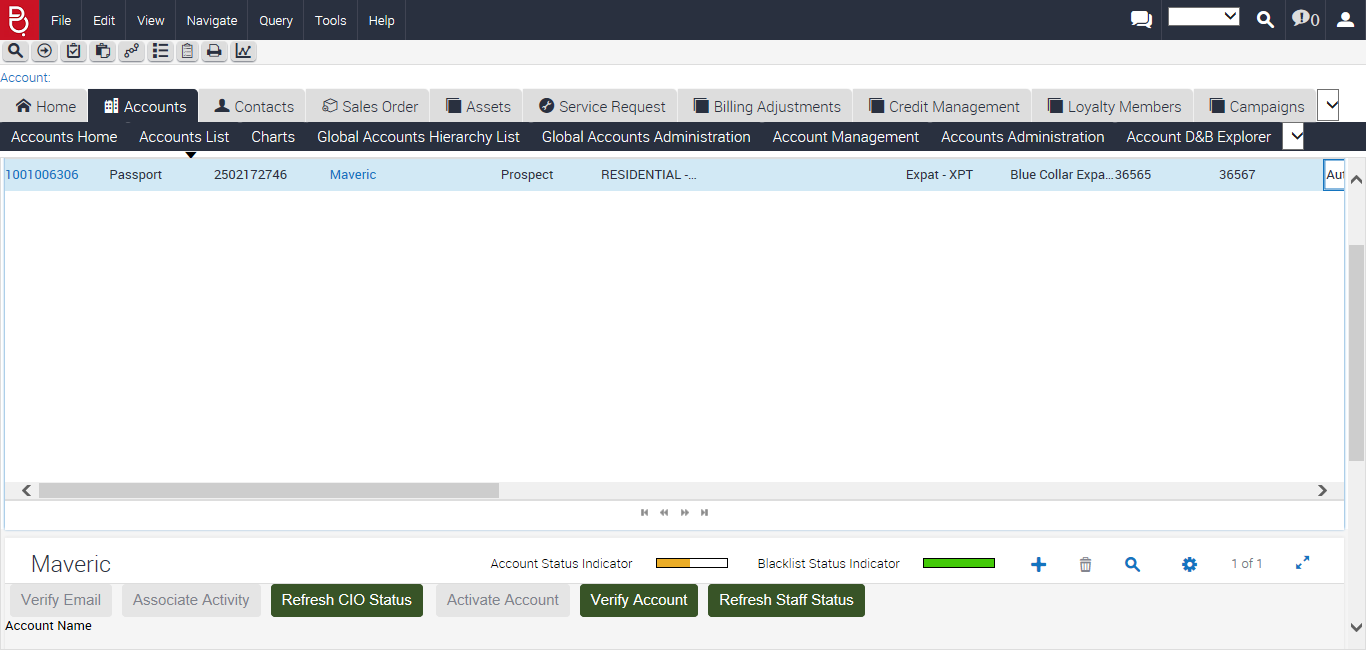 File Edit View Navigate Query Tools Help 0
Account:
Home Accounts Contacts Sales Order Assets Service Request Billing Adjustments Credit Management Loyalty Members Campaigns
Accounts Home Accounts List Charts Global Accounts Hierarchy List Global Accounts Administration Account Management Accounts Administration Account D&B Explorer
1001006306 Passport 2502172746 Maveric Prospect RESIDENTIAL -... Expat - XPT Blue Collar Expa... 36565 36567 Aut
Maveric Account Status Indicator Blacklist Status Indicator 1 of 1
Verify Email Associate Activity Refresh CIO Status Activate Account Verify Account Refresh Staff Status
Account Name